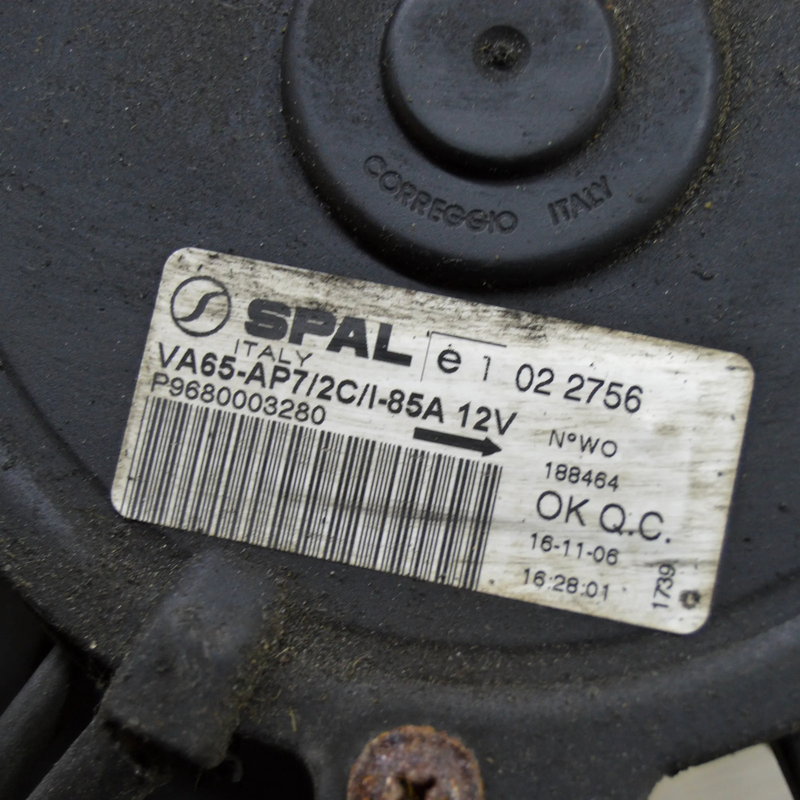 CORREGGIO ITALY
SPAL
ITALY
e1 02 2756
VA65-AP7/2C/I-85A 12V
P9680003280
N°WO
188464
OK Q.C.
16-11-06
16:28:01
1739